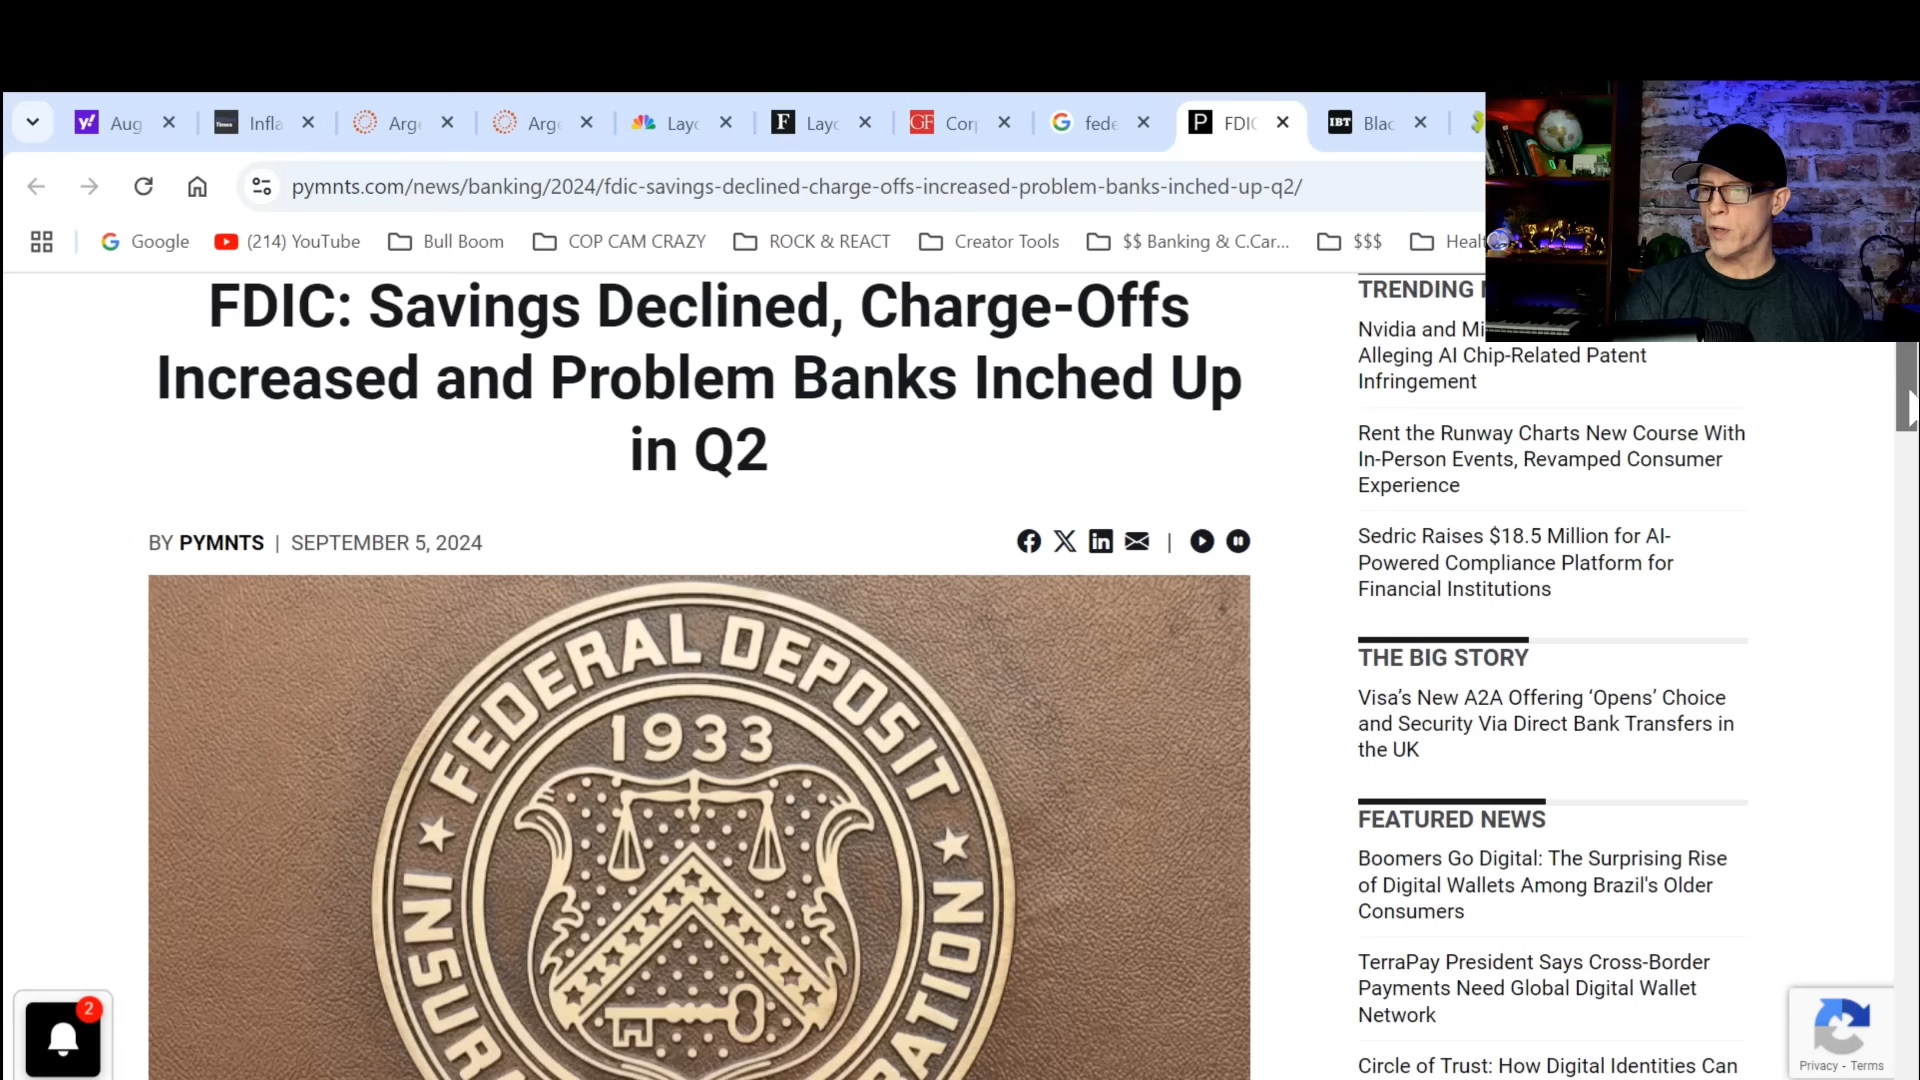 Aug
Infla
Arge
Arge
Layo
F
Layo
GF
Corp
fede
P
FDIC
IBT
Blac
pymnts.com/news/banking/2024/fdic-savings-declined-charge-offs-increased-problem-banks-inched-up-q2/
Google
(214) YouTube
Bull Boom
COP CAM CRAZY
ROCK & REACT
Creator Tools
$$ Banking & C.Car...
$$$
FDIC: Savings Declined, Charge-Offs
Increased and Problem Banks Inched Up
in Q2
BY PYMNTS | SEPTEMBER 5, 2024
FEDERAL DEPOSIT
1933
TRENDING
Nvidia and Mi
Alleging AI Chip-Related Patent
Infringement
Rent the Runway Charts New Course With
In-Person Events, Revamped Consumer
Experience
Sedric Raises $18.5 Million for AI-
Powered Compliance Platform for
Financial Institutions
THE BIG STORY
Visa’s New A2A Offering ‘Opens’ Choice
and Security Via Direct Bank Transfers in
the UK
FEATURED NEWS
Boomers Go Digital: The Surprising Rise
of Digital Wallets Among Brazil's Older
Consumers
TerraPay President Says Cross-Border
Payments Need Global Digital Wallet
Network
Circle of Trust: How Digital Identities Can
2
Privacy - Terms